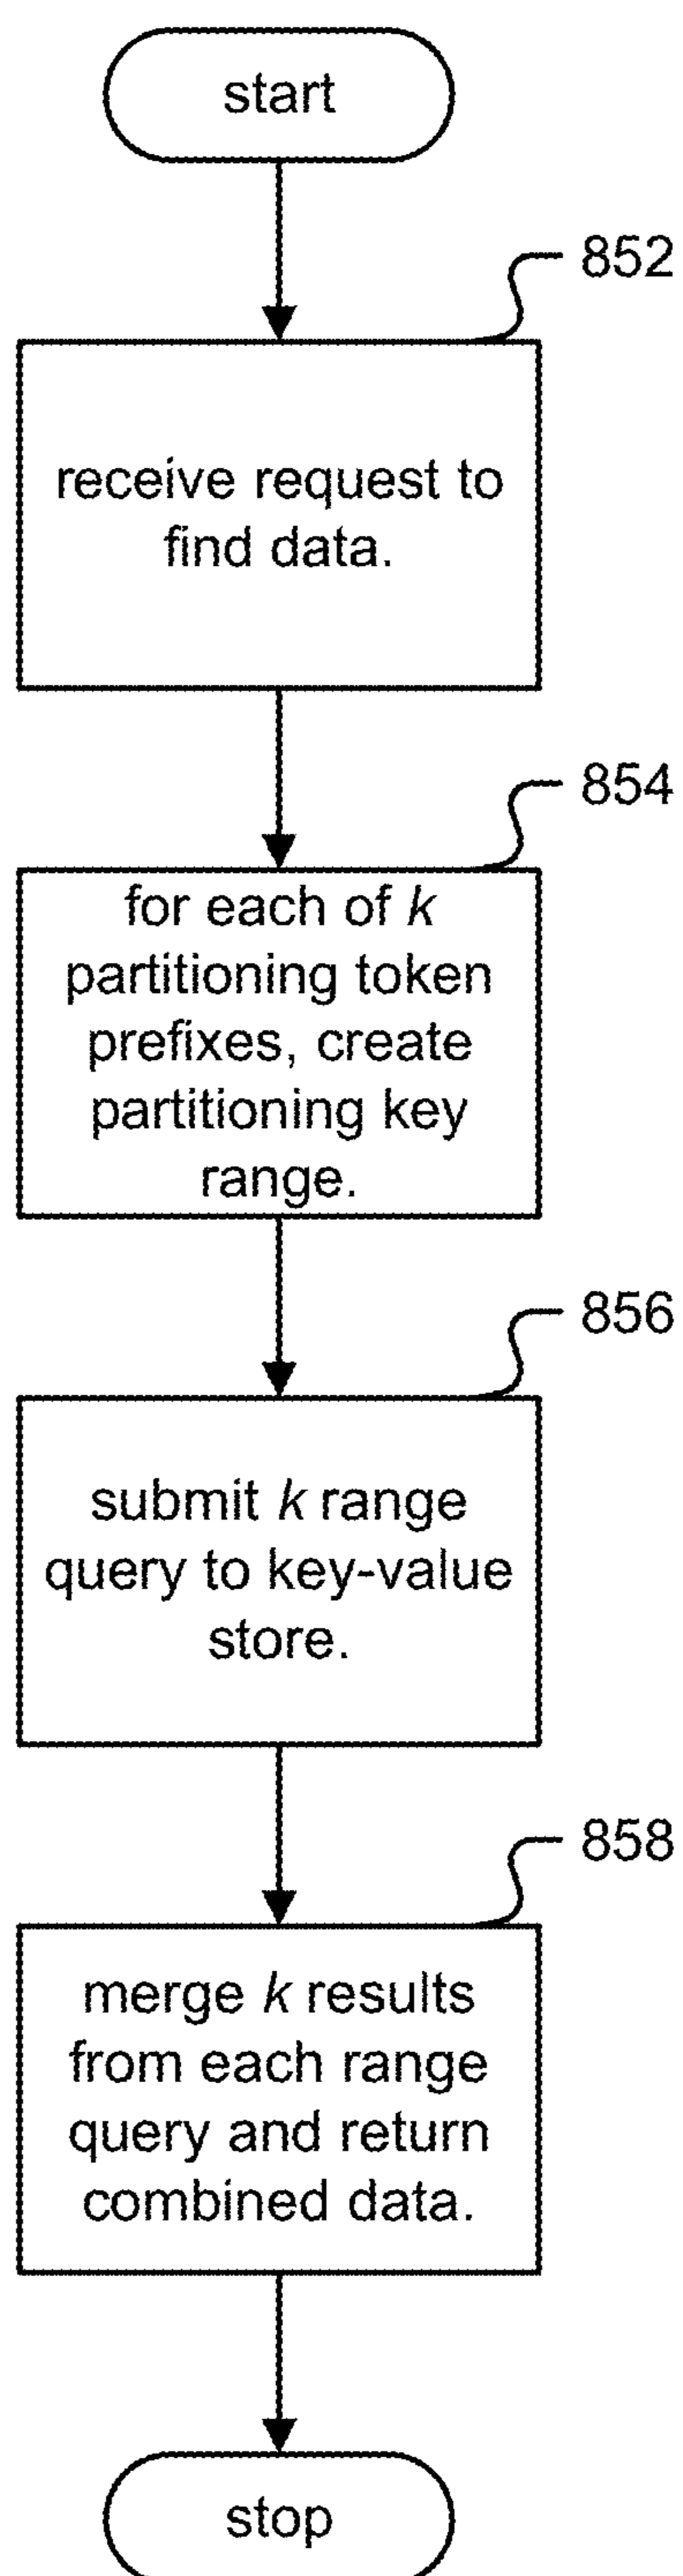 start
852
receive request to
find data.
854
for each of k
partitioning token
prefixes, create
partitioning key
range.
856
submit k range
query to key-value
store.
858
merge k results
from each range
query and return
combined data.
stop